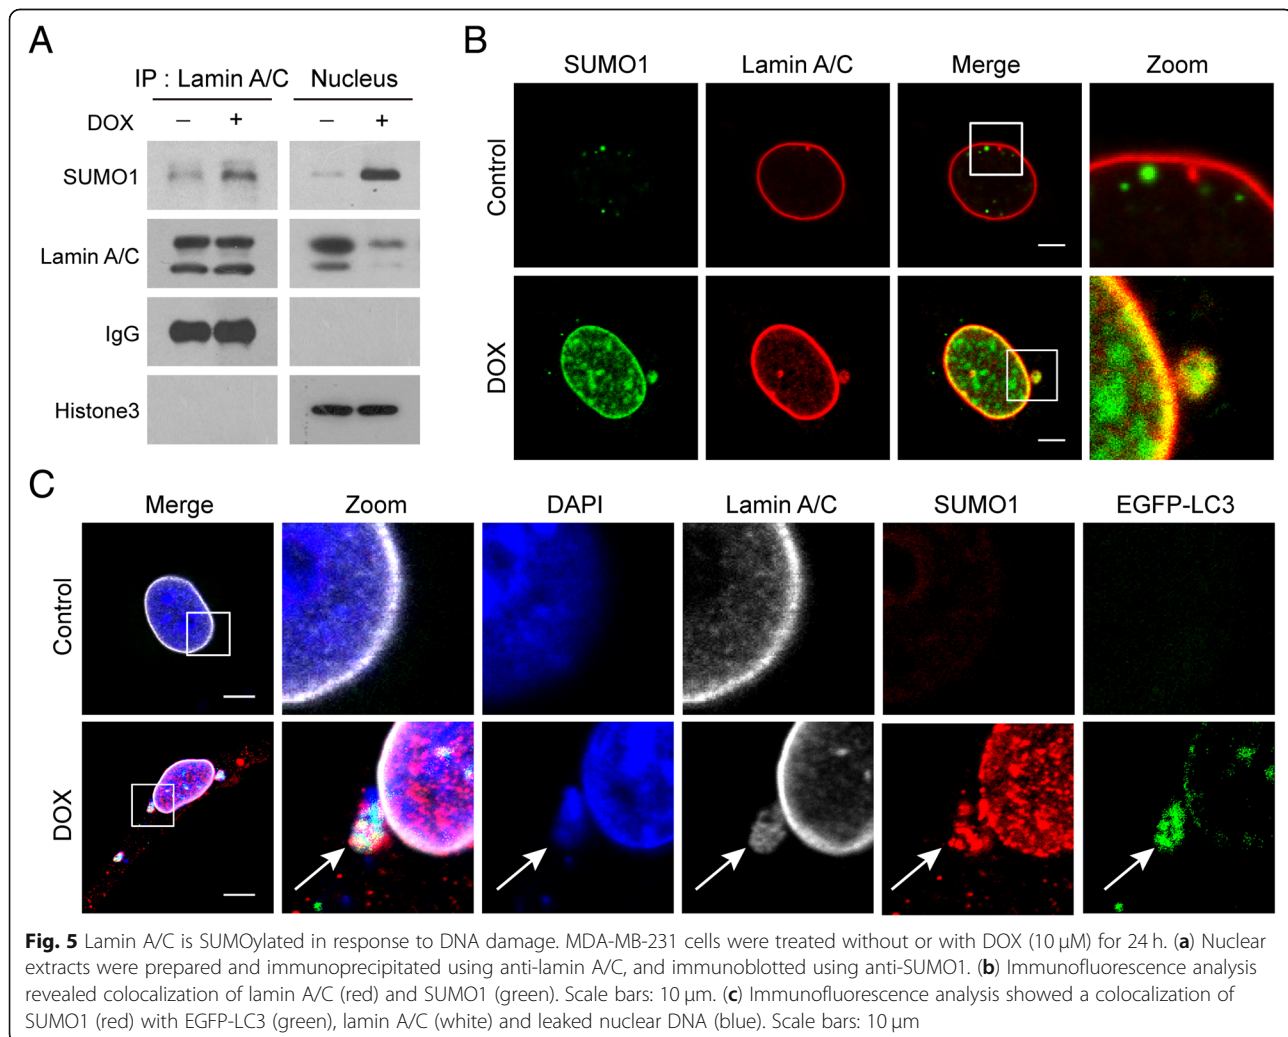 A
IP : Lamin A/C Nucleus
DOX − + − +
SUMO1
Lamin A/C
IgG
Histone3
B
SUMO1 Lamin A/C Merge Zoom
Control
DOX
C
Merge Zoom DAPI Lamin A/C SUMO1 EGFP-LC3
Control
DOX
Fig. 5 Lamin A/C is SUMOylated in response to DNA damage. MDA-MB-231 cells were treated without or with DOX (10 μM) for 24 h. (a) Nuclear
extracts were prepared and immunoprecipitated using anti-lamin A/C, and immunoblotted using anti-SUMO1. (b) Immunofluorescence analysis
revealed colocalization of lamin A/C (red) and SUMO1 (green). Scale bars: 10 μm. (c) Immunofluorescence analysis showed a colocalization of
SUMO1 (red) with EGFP-LC3 (green), lamin A/C (white) and leaked nuclear DNA (blue). Scale bars: 10 μm